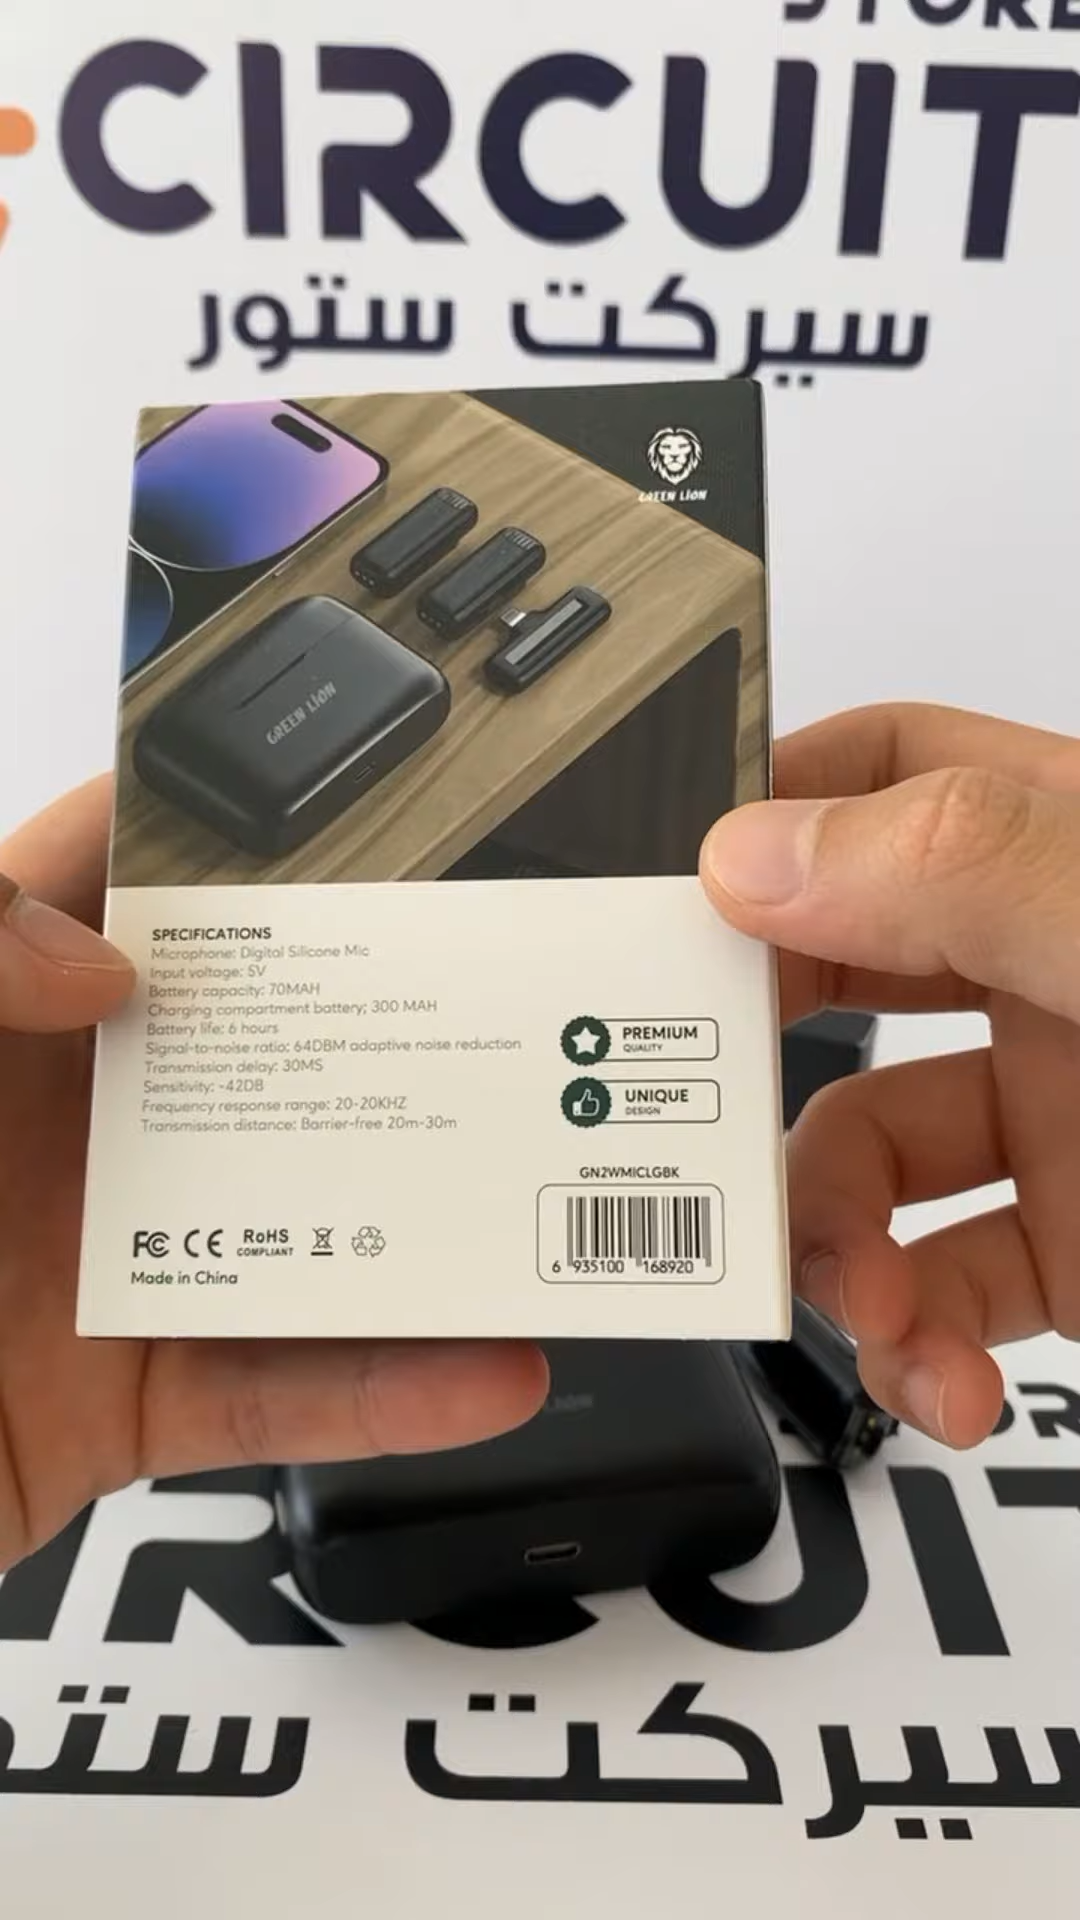 STORE
CIRCUIT
سيركت ستور
GREEN LION
GREEN LION
SPECIFICATIONS
Microphone: Digital Silicone Mic
Input voltage: 5V
Battery capacity: 70MAH
Charging compartment battery; 300 MAH
Battery life: 6 hours
Signal-to-noise ratio: 64DBM adaptive noise reduction
Transmission delay: 30MS
Sensitivity: -42DB
Frequency response range: 20-20KHZ
Transmission distance: Barrier-free 20m-30m
PREMIUM
QUALITY
UNIQUE
DESIGN
GN2WMICLGBK
6 935100 168920
FC CE RoHS
COMPLIANT
Made in China
سيركت ستو